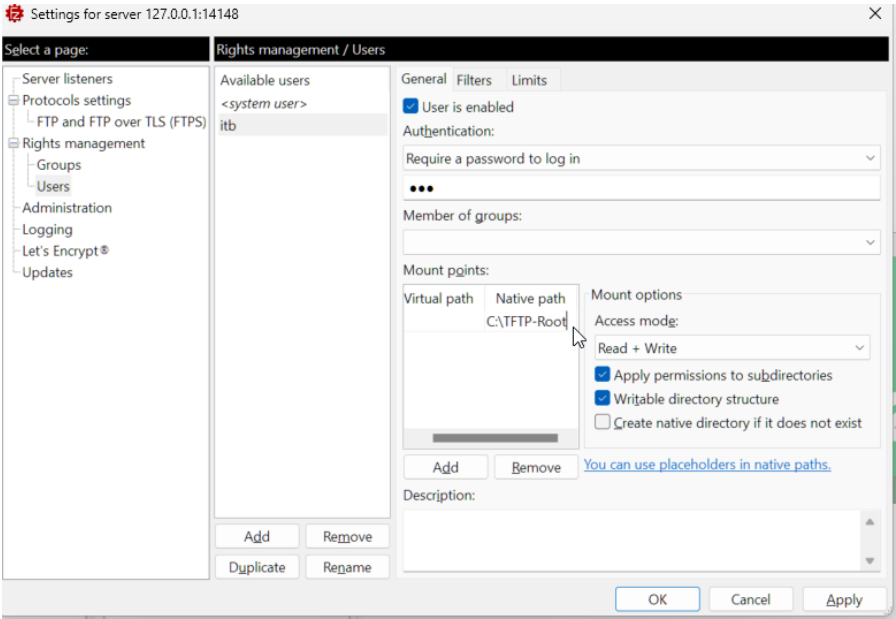 Settings for server 127.0.0.1:14148
Select a page:
Server listeners
Protocols settings
FTP and FTP over TLS (FTPS)
Rights management
Groups
Users
Administration
Logging
Let's Encrypt®
Updates
Rights management / Users
Available users
<system user>
itb
Add
Remove
Duplicate
Rename
General
Filters
Limits
User is enabled
Authentication:
Require a password to log in
●●●
Member of groups:
Mount points:
Virtual path
Native path
C:\TFTP-Root
Mount options
Access mode:
Read + Write
Apply permissions to subdirectories
Writable directory structure
Create native directory if it does not exist
Add
Remove
You can use placeholders in native paths.
Description:
OK
Cancel
Apply